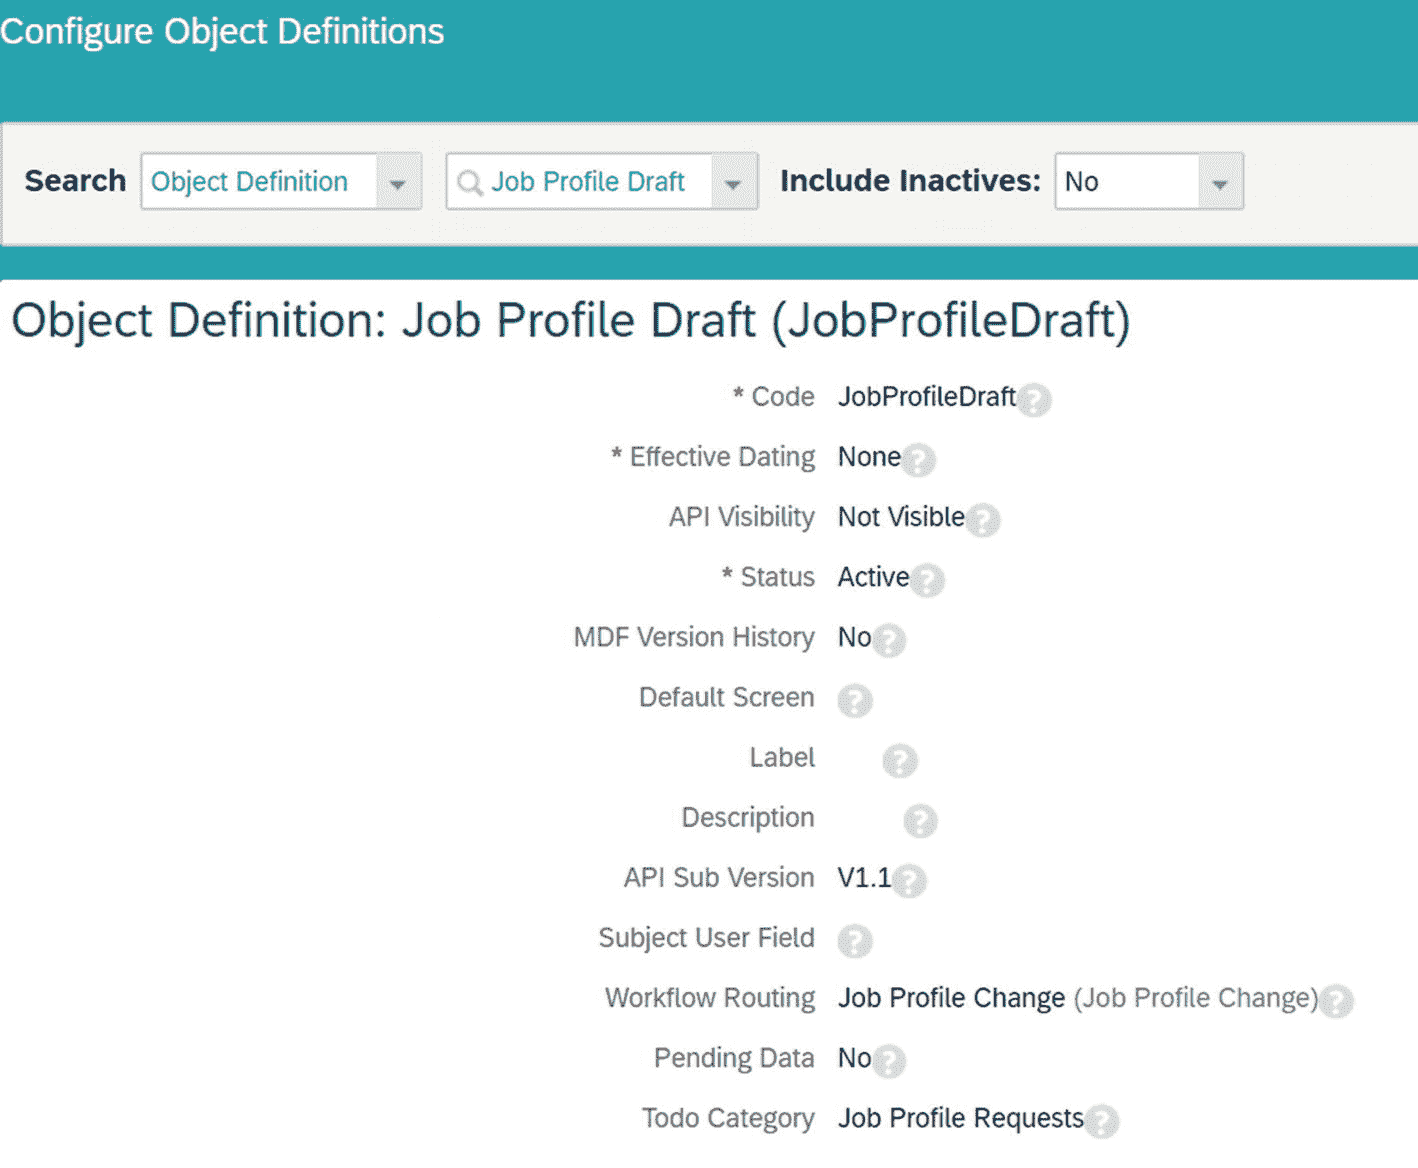 Configure Object Definitions
Search Object Definition Job Profile Draft Include Inactives: No
Object Definition: Job Profile Draft (JobProfileDraft)
* Code JobProfileDraft ?
* Effective Dating None ?
API Visibility Not Visible ?
* Status Active ?
MDF Version History No ?
Default Screen ?
Label ?
Description ?
API Sub Version V1.1 ?
Subject User Field ?
Workflow Routing Job Profile Change (Job Profile Change) ?
Pending Data No ?
Todo Category Job Profile Requests ?